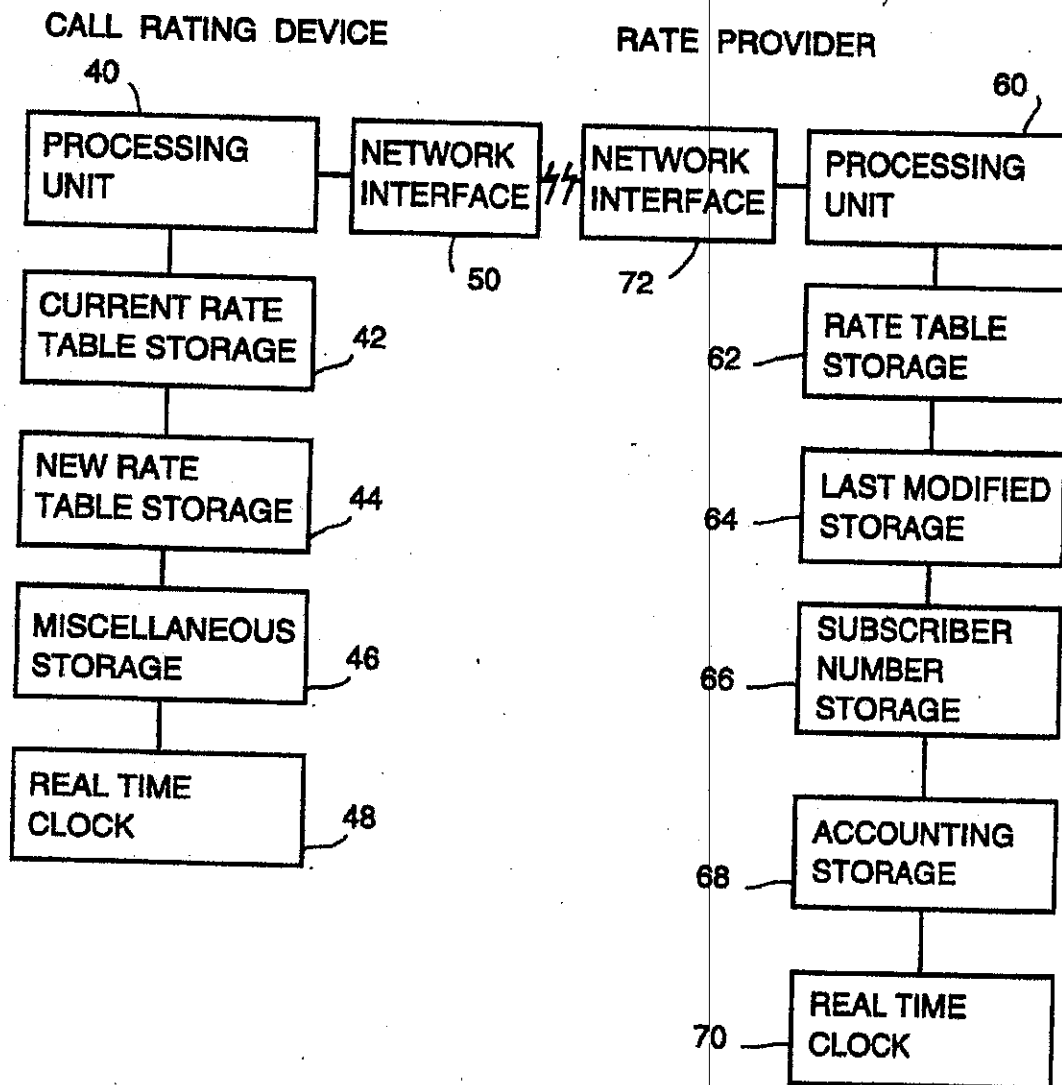 CALL RATING DEVICE
RATE PROVIDER
40
60
PROCESSING
UNIT
NETWORK
INTERFACE
NETWORK
INTERFACE
PROCESSING
UNIT
50
72
CURRENT RATE
TABLE STORAGE
42
RATE TABLE
STORAGE
62
NEW RATE
TABLE STORAGE
44
LAST MODIFIED
STORAGE
64
MISCELLANEOUS
STORAGE
46
SUBSCRIBER
NUMBER
STORAGE
66
REAL TIME
CLOCK
48
ACCOUNTING
STORAGE
68
REAL TIME
CLOCK
70